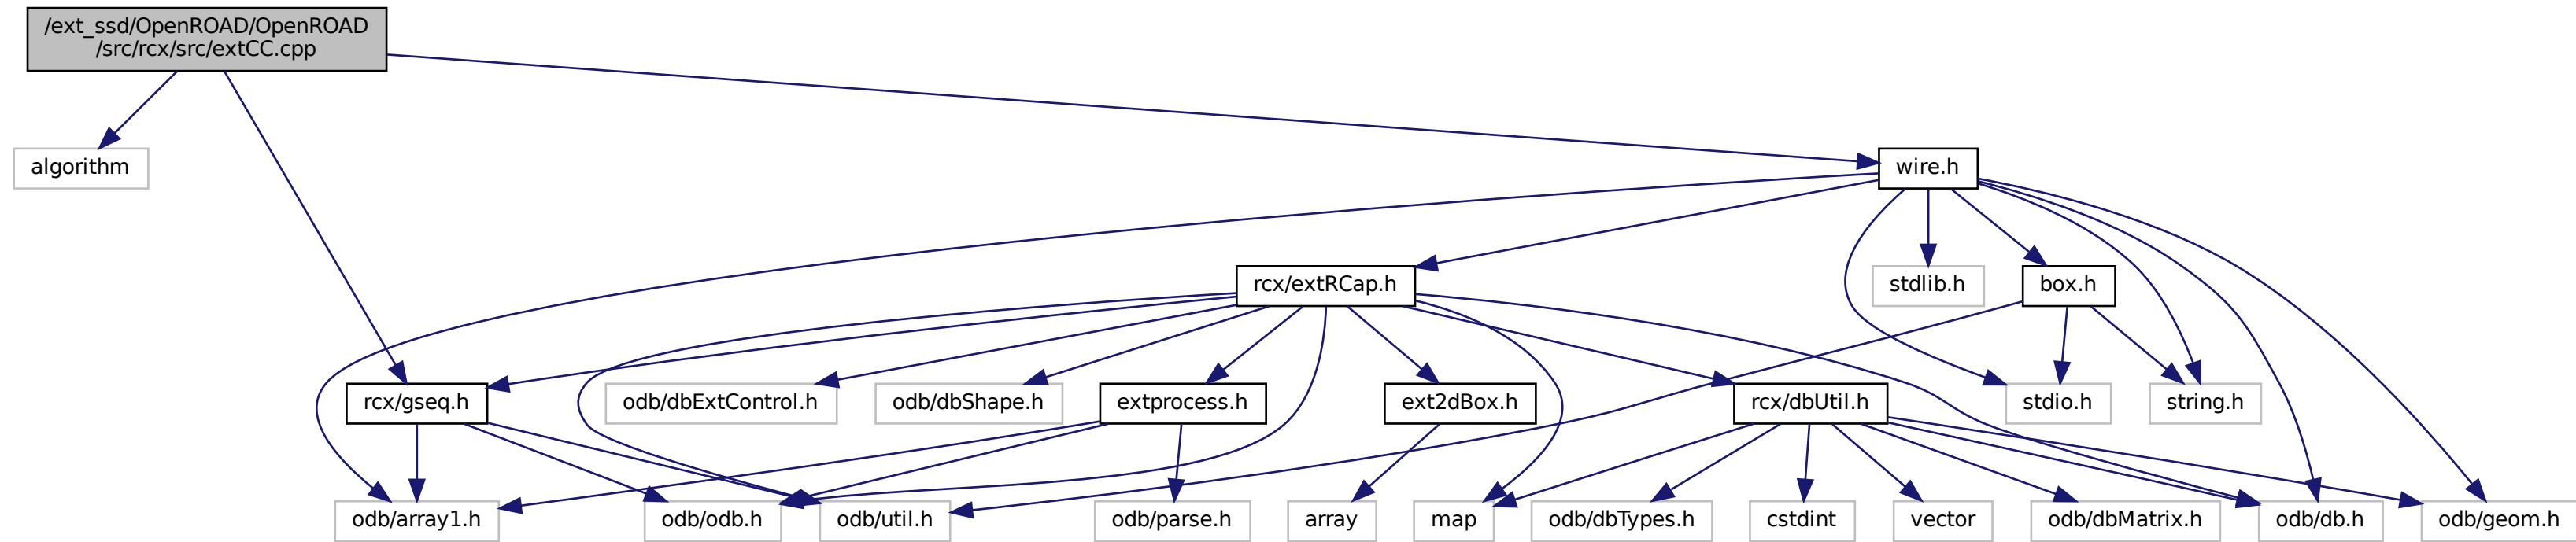 /ext_ssd/OpenROAD/OpenROAD
/src/rcx/src/extCC.cpp
algorithm
wire.h
rcx/extRCap.h
stdlib.h
box.h
rcx/gseq.h
odb/dbExtControl.h
odb/dbShape.h
extprocess.h
ext2dBox.h
rcx/dbUtil.h
stdio.h
string.h
odb/array1.h
odb/odb.h
odb/util.h
odb/parse.h
array
map
odb/dbTypes.h
cstdint
vector
odb/dbMatrix.h
odb/db.h
odb/geom.h